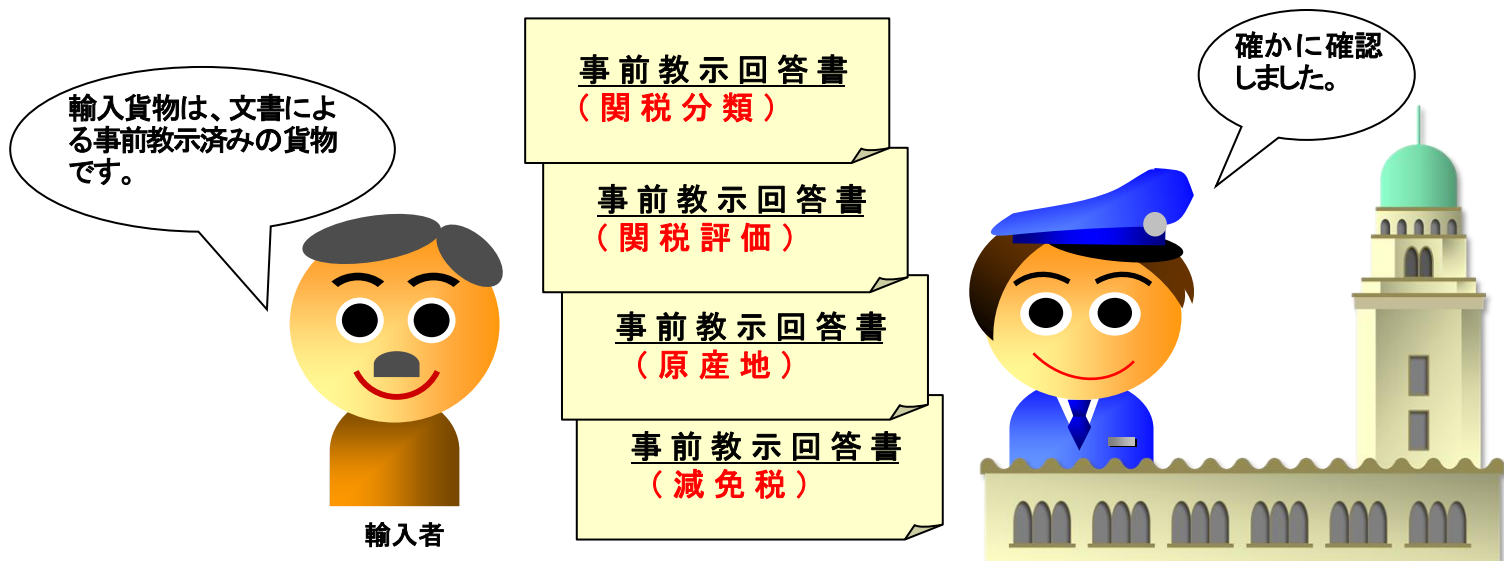 輸入貨物は、文書によ
る事前教示済みの貨物
です。
輸入者
事前教示回答書
（関税分類）
事前教示回答書
（関税評価）
事前教示回答書
（原産地）
事前教示回答書
（減免税）
確かに確認
しました。